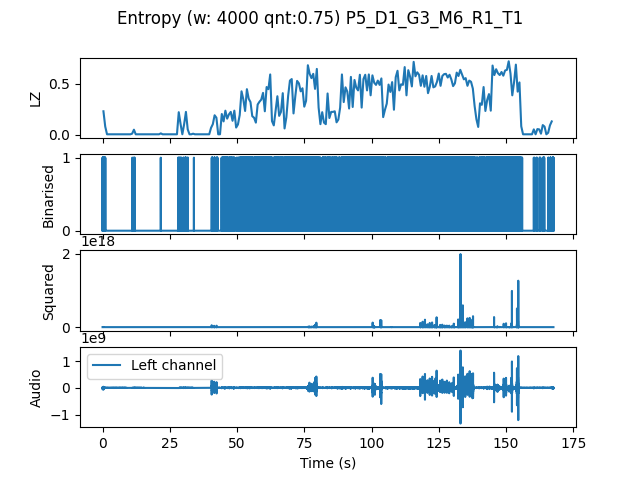 Entropy (w: 4000 qnt:0.75) P5_D1_G3_M6_R1_T1
LZ
0.5
0.0
Binarised
1
0
1e18
Squared
2
0
1e9
Audio
1
0
−1
Left channel
0 25 50 75 100 125 150 175
Time (s)